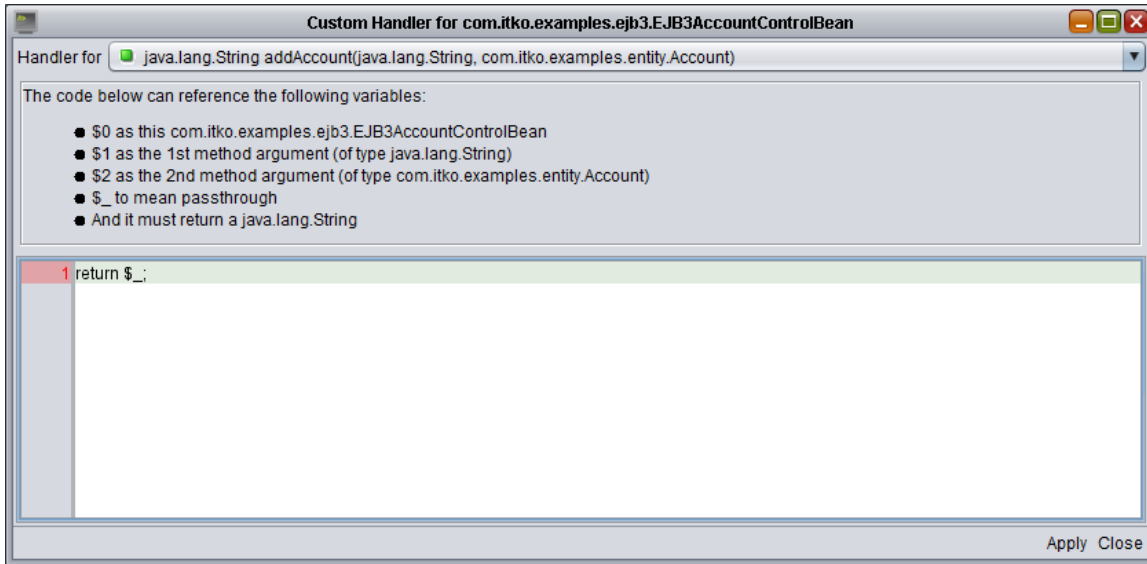 Custom Handler for com.itko.examples.ejb3.EJB3AccountControlBean
Handler for java.lang.String addAccount(java.lang.String, com.itko.examples.entity.Account)
The code below can reference the following variables:
$0 as this com.itko.examples.ejb3.EJB3AccountControlBean
$1 as the 1st method argument (of type java.lang.String)
$2 as the 2nd method argument (of type com.itko.examples.entity.Account)
$_ to mean passthrough
And it must return a java.lang.String
1 return $_;
Apply Close